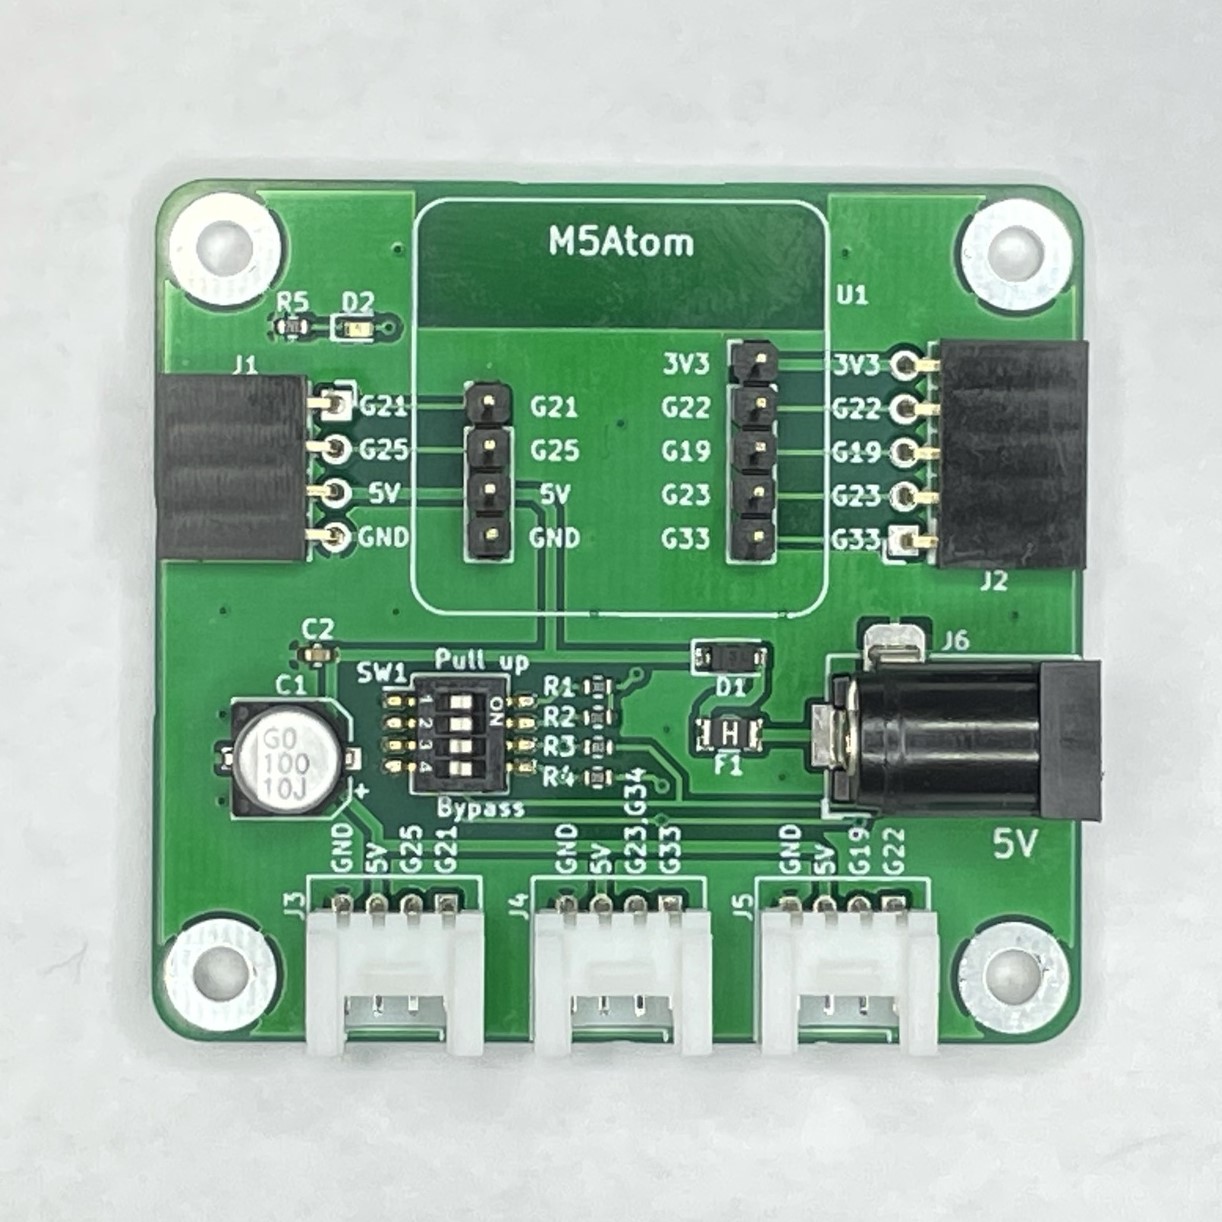 M5Atom
U1
R5 D2
J1
3V3 3V3
G21 G21 G22 G22
G25 G25 G19 G19
5V 5V G23 G23
GND GND G33 G33
J2
C2
Pull up
J6
SW1
C1
D1
R1
R2
R3
R4
1
2
3
4
ON
F1
G0
100
10J
+
Bypass
H
5V
GND 5V G25 G21
GND 5V G23,G34 G33
GND 5V G19 G22
J3
J4
J5